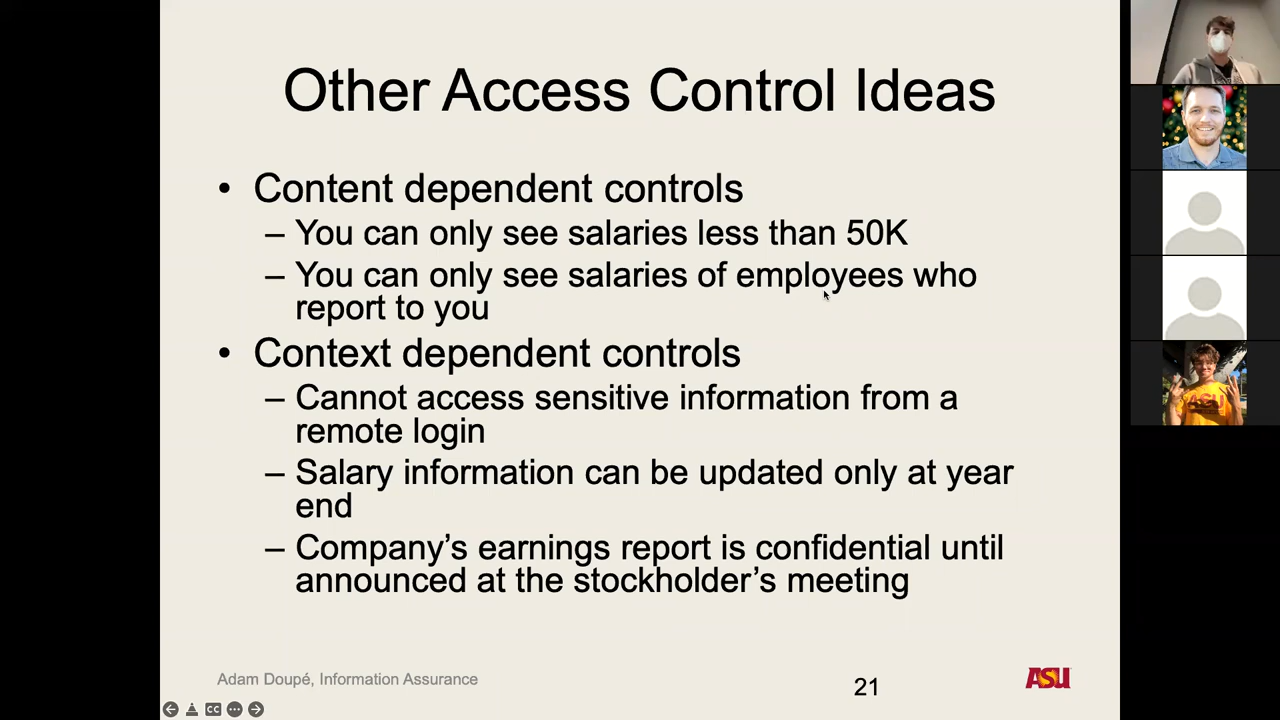 Other Access Control Ideas
• Content dependent controls
– You can only see salaries less than 50K
– You can only see salaries of employees who
report to you
• Context dependent controls
– Cannot access sensitive information from a
remote login
– Salary information can be updated only at year
end
– Company’s earnings report is confidential until
announced at the stockholder’s meeting
Adam Doupé, Information Assurance
21
ASU
CC
ASU